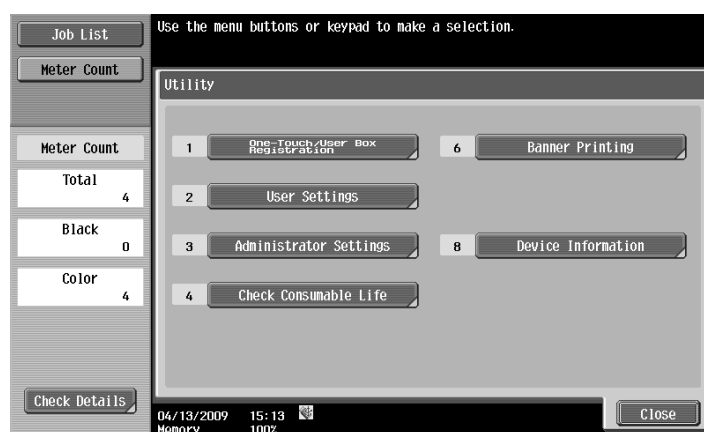 Job List
Use the menu buttons or keypad to make a selection.
Meter Count
Utility
Meter Count
Total
4
Black
0
Color
4
Check Details
1 One-Touch/User Box
Registration
2 User Settings
3 Administrator Settings
4 Check Consumable Life
6 Banner Printing
8 Device Information
04/13/2009 15:13
Memory 100%
Close